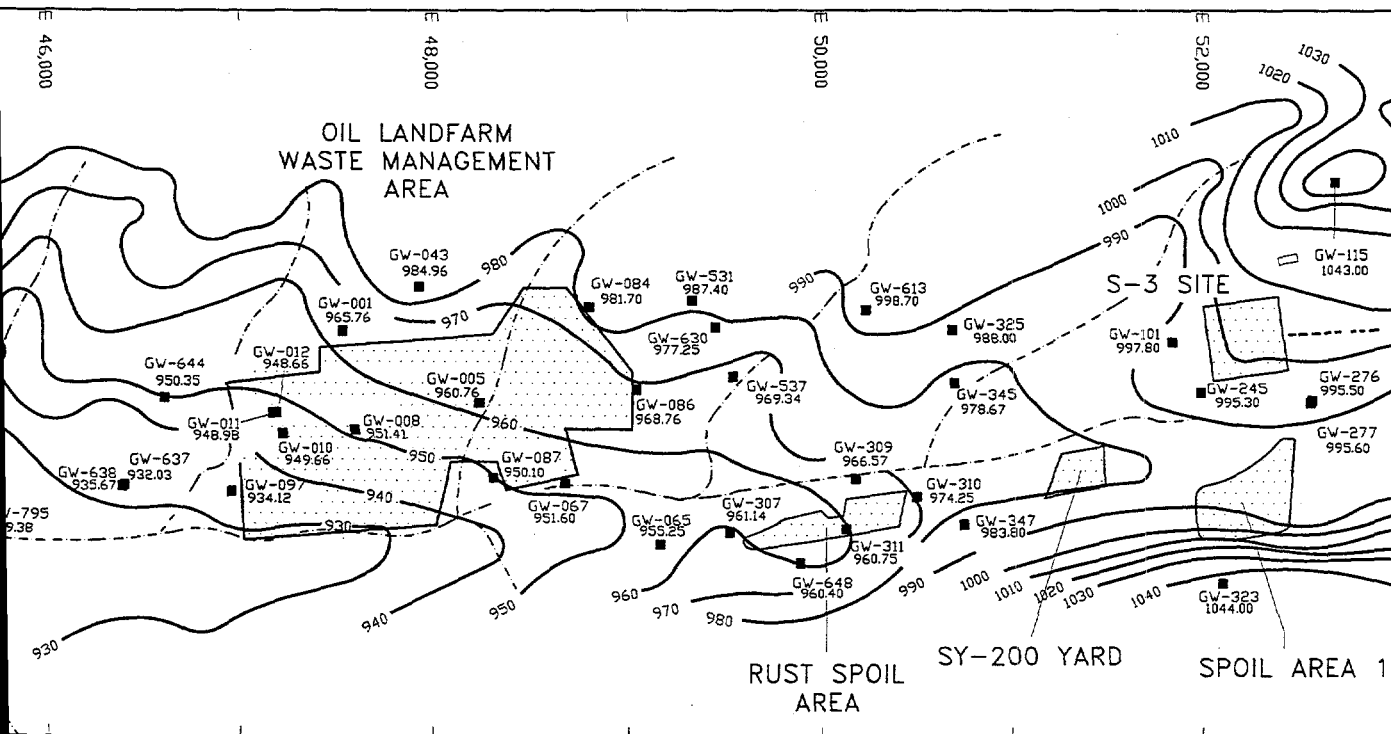 E 46,000
E 48,000
E 50,000
E 52,000
1030
1020
1010
OIL LANDFARM
WASTE MANAGEMENT
AREA
1000
990
GW-043
984.96
980
GW-084
981.70
GW-531
987.40
990
GW-613
998.70
GW-115
1043.00
S-3 SITE
GW-001
965.76
970
GW-630
977.25
GW-325
988.00
GW-101
997.80
GW-012
948.66
GW-644
950.35
GW-005
960.76
GW-537
969.34
GW-086
968.76
GW-345
978.67
GW-245
995.30
GW-276
995.50
GW-011
948.98
GW-008
951.41
960
GW-010
949.66
950
GW-277
995.60
GW-309
966.57
GW-638
935.67
GW-637
932.03
GW-087
950.10
GW-310
974.25
GW-097
934.12
940
GW-067
951.60
GW-307
961.14
-795
9.38
930
GW-065
955.25
GW-347
983.80
GW-311
960.75
GW-648
960.40
990
1000
1010
1020
1030
1040
GW-323
1044.00
930
940
950
960
970
980
RUST SPOIL
AREA
SY-200 YARD
SPOIL AREA 1